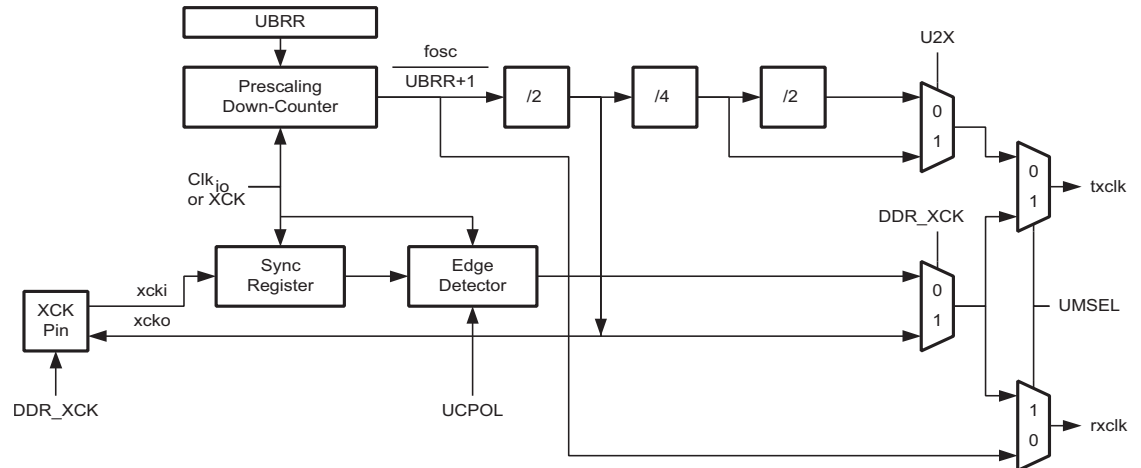 UBRR
Prescaling
Down-Counter
fosc
UBRR+1
/2
/4
/2
U2X
0
1
Clk io
or XCK
DDR_XCK
0
1
txclk
Sync
Register
Edge
Detector
0
1
UMSEL
xcki
xcko
XCK
Pin
DDR_XCK
UCPOL
1
0
rxclk